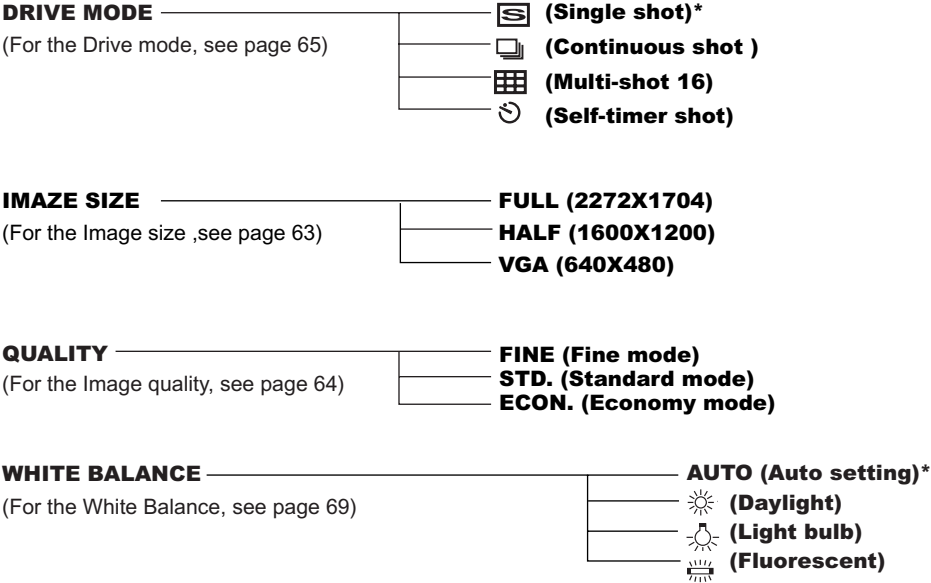 DRIVE MODE
(For the Drive mode, see page 65)
S (Single shot)*
(Continuous shot )
(Multi-shot 16)
(Self-timer shot)
IMAZE SIZE
(For the Image size ,see page 63)
FULL (2272X1704)
HALF (1600X1200)
VGA (640X480)
QUALITY
(For the Image quality, see page 64)
FINE (Fine mode)
STD. (Standard mode)
ECON. (Economy mode)
WHITE BALANCE
(For the White Balance, see page 69)
AUTO (Auto setting)*
(Daylight)
(Light bulb)
(Fluorescent)